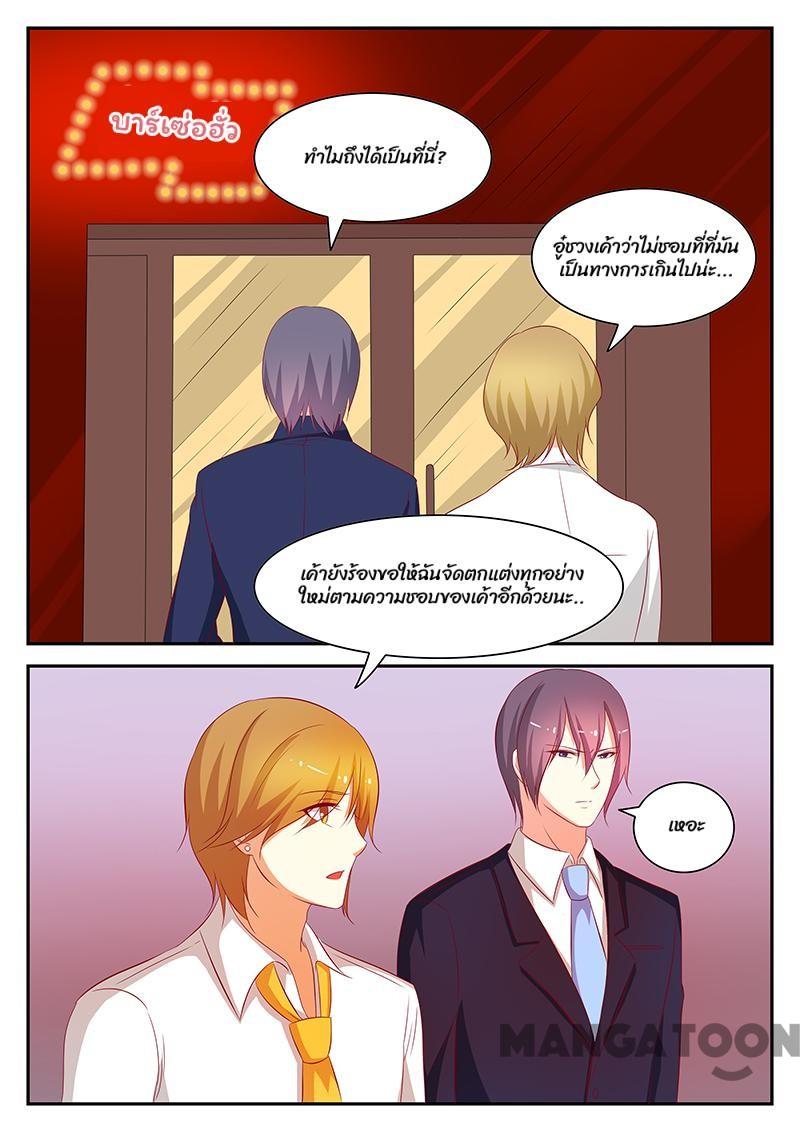 บาร์เซ่อฮั่ว
ทำไมถึงได้เป็นที่นี่?
อู๋ชวงเค้าว่าไม่ชอบที่ที่มัน
เป็นทางการเกินไปน่ะ...
เค้ายังร้องขอให้ฉันจัดตกแต่งทุกอย่าง
ใหม่ตามความชอบของเค้าอีกด้วยนะ..
เหอะ
MANGATOON